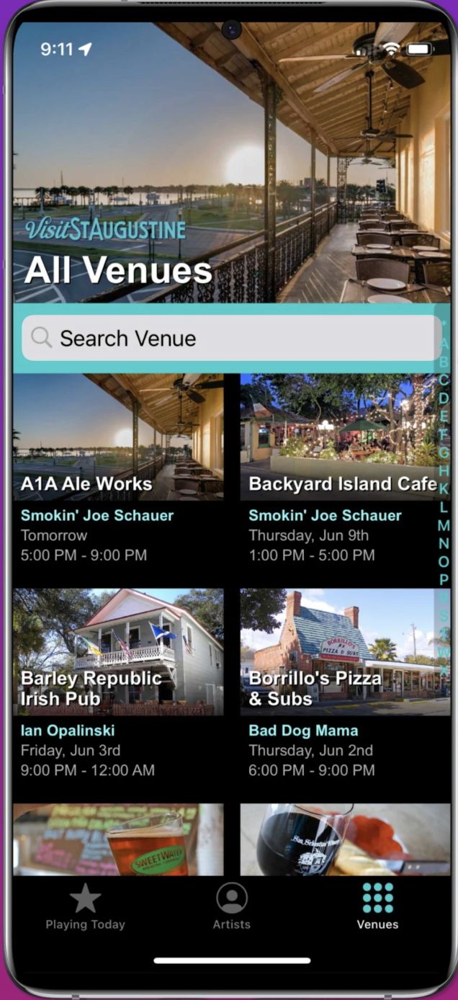 9:11
VisitSTAUGUSTINE
All Venues
Search Venue
*
A
B
C
D
E
F
G
H
K
L
M
N
O
P
R
S
T
W
X
A1A Ale Works
Smokin' Joe Schauer
Tomorrow
5:00 PM - 9:00 PM
Backyard Island Cafe
Smokin' Joe Schauer
Thursday, Jun 9th
1:00 PM - 5:00 PM
Barley Republic
Irish Pub
Ian Opalinski
Friday, Jun 3rd
9:00 PM - 12:00 AM
BORRILLO'S
PIZZA & SUBS
Borrillo's Pizza
& Subs
Bad Dog Mama
Thursday, Jun 2nd
6:00 PM - 9:00 PM
SWEETWATER
San Sebastian Winery
Playing Today
Artists
Venues